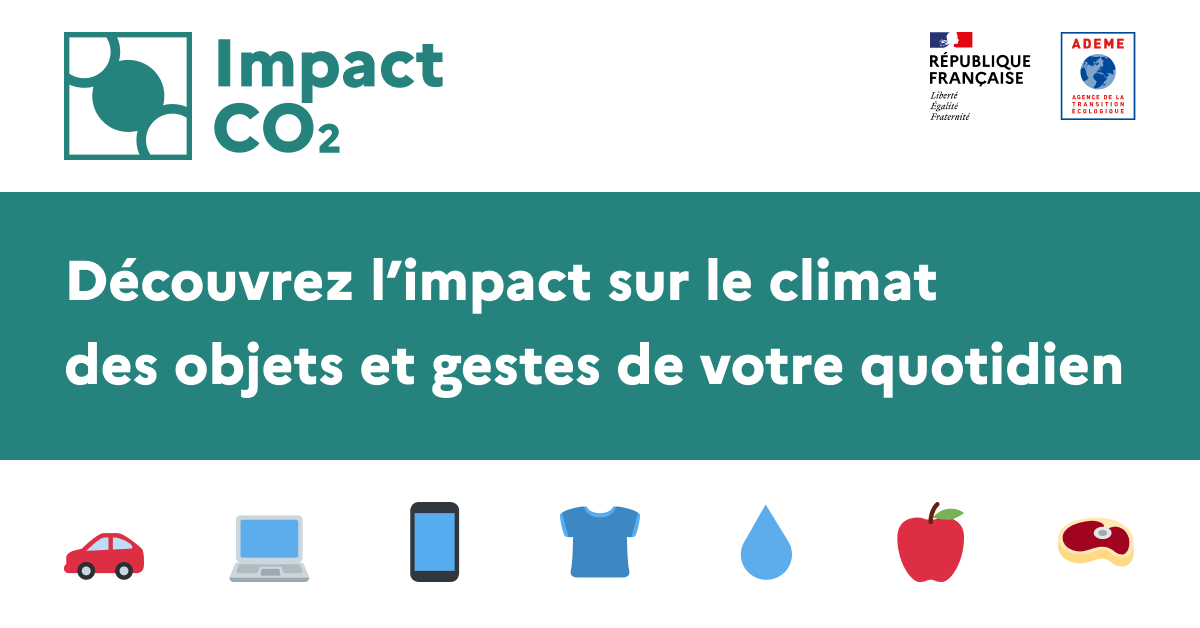 Impact
CO₂
RÉPUBLIQUE
FRANÇAISE
Liberté
Égalité
Fraternité
ADEME
AGENCE DE LA
TRANSITION
ÉCOLOGIQUE
Découvrez l’impact sur le climat
des objets et gestes de votre quotidien